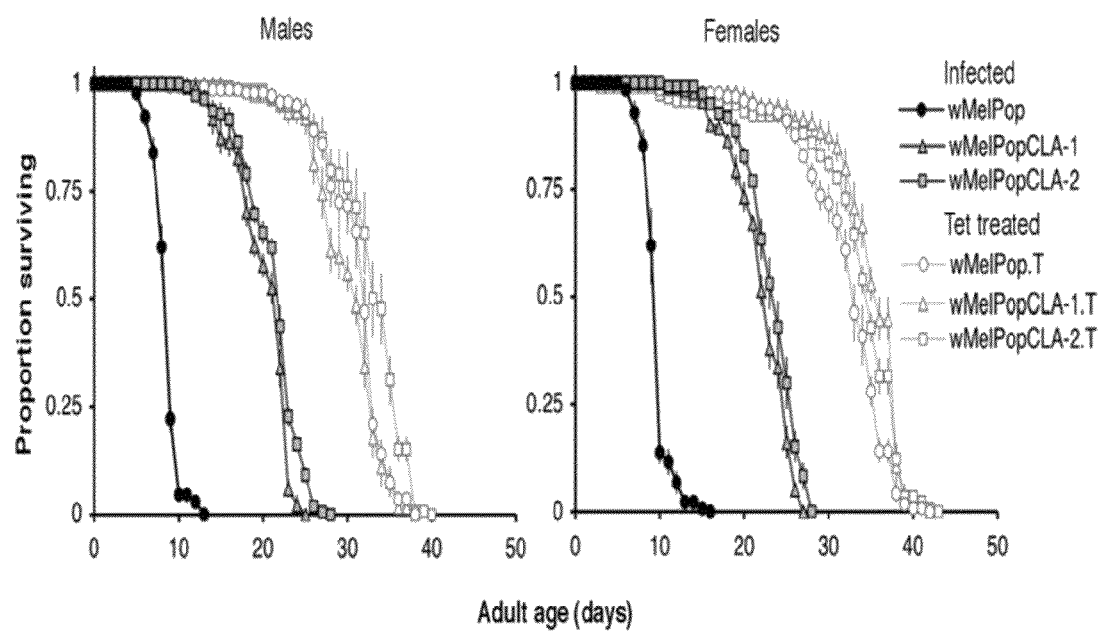 Males
Females
Proportion surviving
1
0.75
0.5
0.25
0
0 10 20 30 40 50
1
0.75
0.5
0.25
0
0 10 20 30 40 50
Adult age (days)
Infected
wMelPop
wMelPopCLA-1
wMelPopCLA-2
Tet treated
wMelPop.T
wMelPopCLA-1.T
wMelPopCLA-2.T